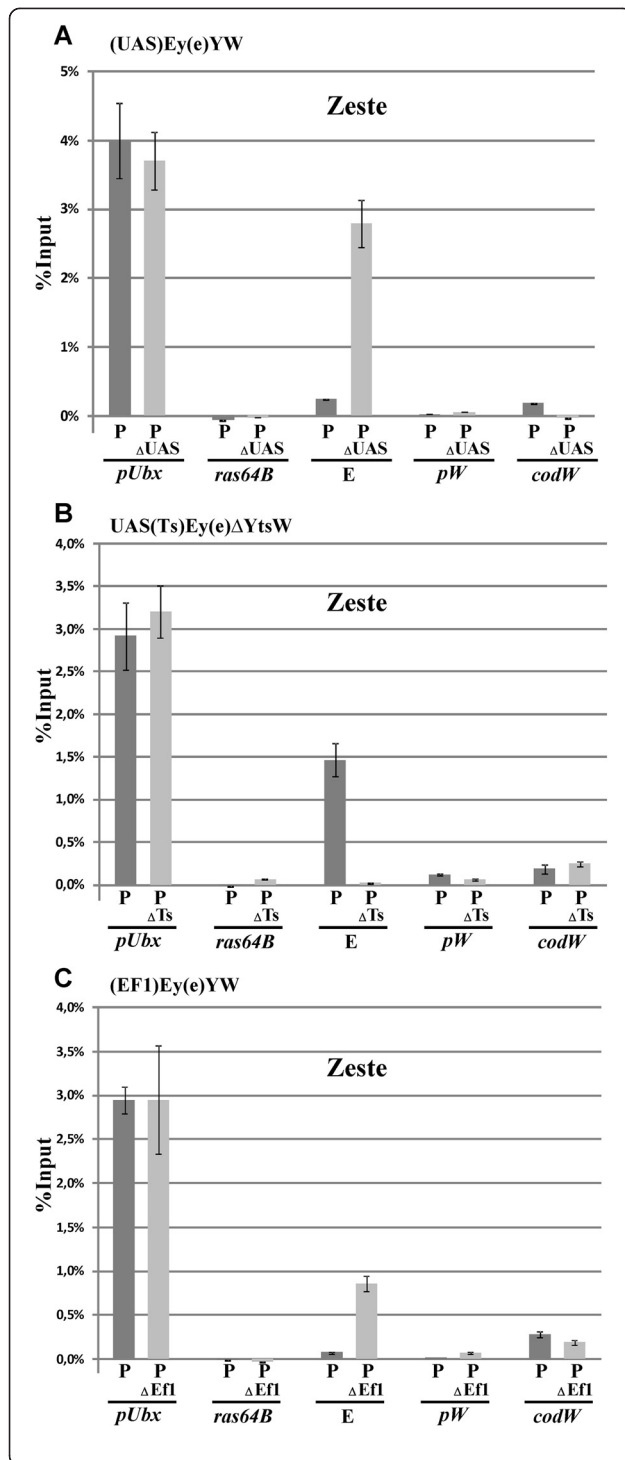 A (UAS)Ey(e)YW
5%
Zeste
4%
3%
2%
1%
0%
%Input
P P P P P P P P P P
ΔUAS ΔUAS ΔUAS ΔUAS ΔUAS
pUbx ras64B E pW codW
B UAS(Ts)Ey(e)ΔYtsW
4,0%
Zeste
3,5%
3,0%
2,5%
2,0%
1,5%
1,0%
0,5%
0,0%
%Input
P P P P P P P P P P
ΔTs ΔTs ΔTs ΔTs ΔTs
pUbx ras64B E pW codW
C (EF1)Ey(e)YW
4,0%
Zeste
3,5%
3,0%
2,5%
2,0%
1,5%
1,0%
0,5%
0,0%
%Input
P P P P P P P P P P
ΔEf1 ΔEf1 ΔEf1 ΔEf1 ΔEf1
pUbx ras64B E pW codW